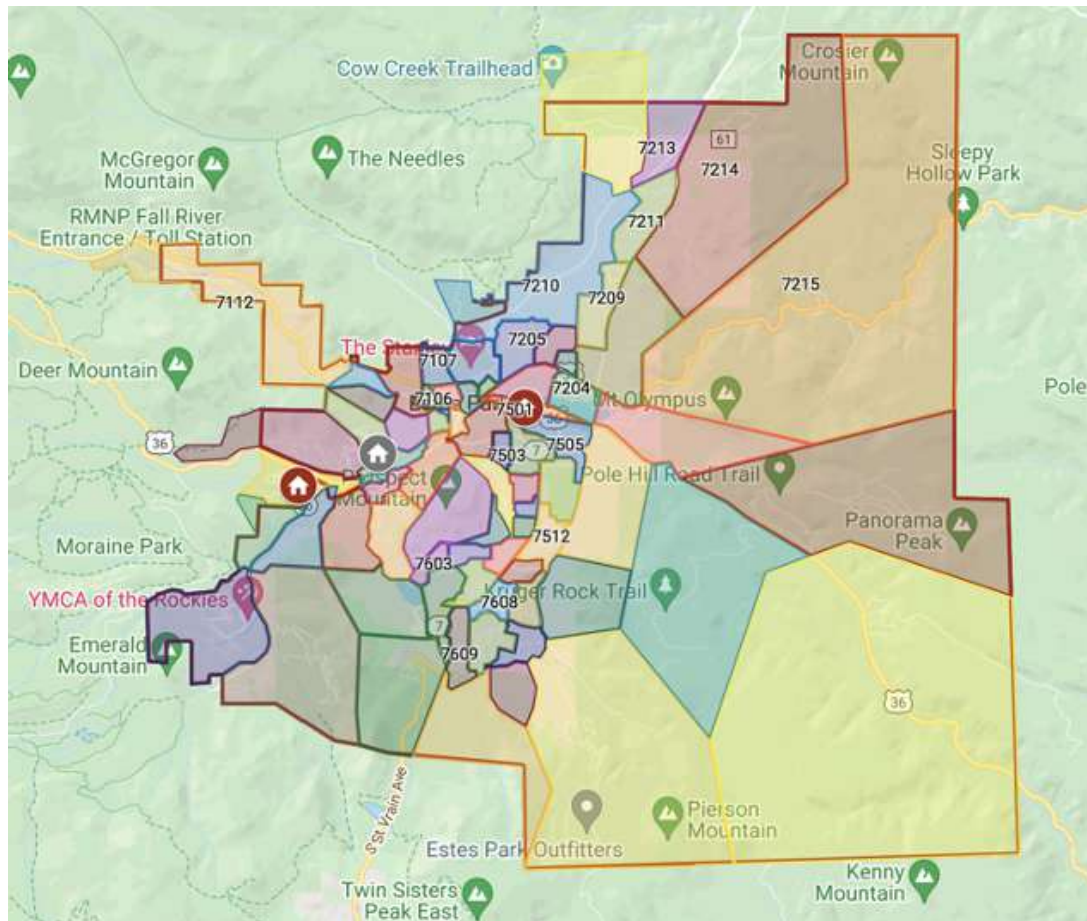 Crosier
Mountain
Cow Creek Trailhead
61
McGregor
Mountain
The Needles
7213
7214
Sleepy
Hollow Park
RMNP Fall River
Entrance / Toll Station
7211
7112
7210
7209
7215
The Stanley
7205
7107
Deer Mountain
7106
7204
Mt Olympus
Pole
7501
36
36
7503
7
7505
Prospect
Mountain
Pole Hill Road Trail
Panorama
Peak
Moraine Park
7512
7603
YMCA of the Rockies
7608
Kruger Rock Trail
7
7609
Emerald
Mountain
36
S St Vrain Ave
Pierson
Mountain
Estes Park Outfitters
Kenny
Mountain
Twin Sisters
Peak East